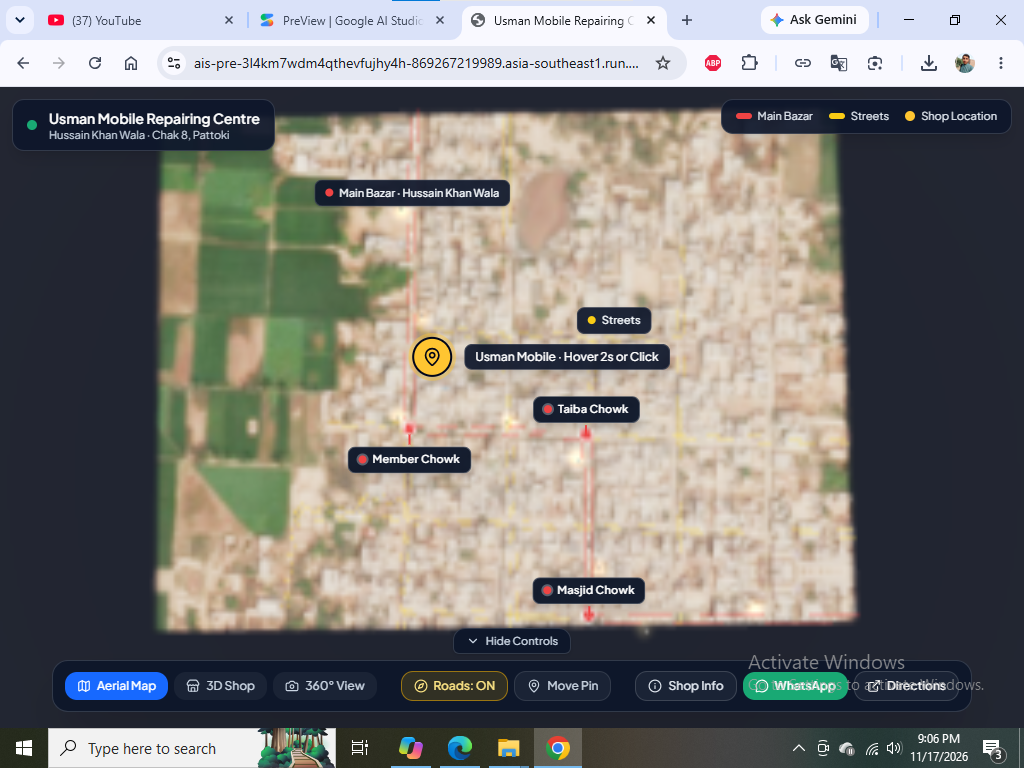 (37) YouTube
PreView | Google AI Studio
Usman Mobile Repairing C
Ask Gemini
ais-pre-3l4km7wdm4qthevfujhy4h-869267219989.asia-southeast1.run....
ABP
Usman Mobile Repairing Centre
Hussain Khan Wala · Chak 8, Pattoki
Main Bazar
Streets
Shop Location
Main Bazar · Hussain Khan Wala
Streets
Usman Mobile · Hover 2s or Click
Taiba Chowk
Member Chowk
Masjid Chowk
Hide Controls
Aerial Map
3D Shop
360° View
Roads: ON
Move Pin
Shop Info
WhatsApp
Directions
Activate Windows
Go to Settings to activate Windows.
Type here to search
9:06 PM
11/17/2026
3